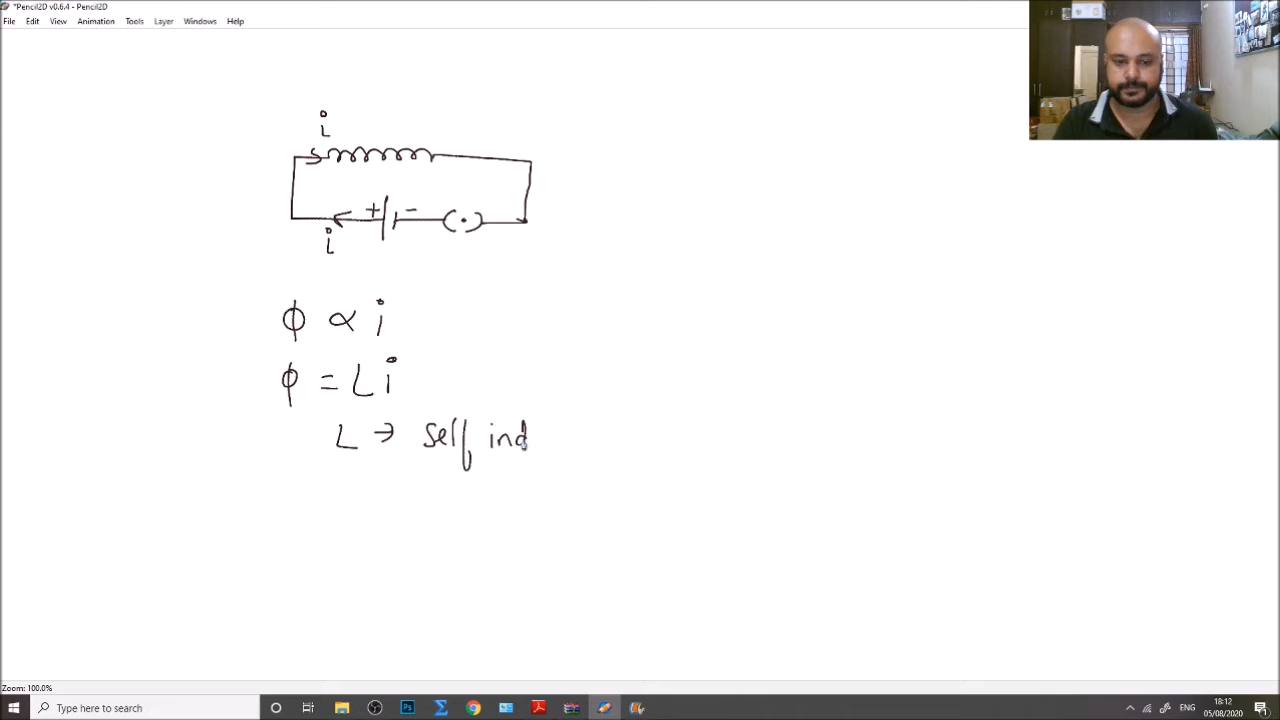 *Pencil2D v0.6.4 - Pencil2D
File Edit View Animation Tools Layer Windows Help
i
+ -
i
ϕ ∝ i
ϕ = L i
L → Self ind
Zoom: 100.0%
Type here to search
Ps
ENG
18:12
05/08/2020